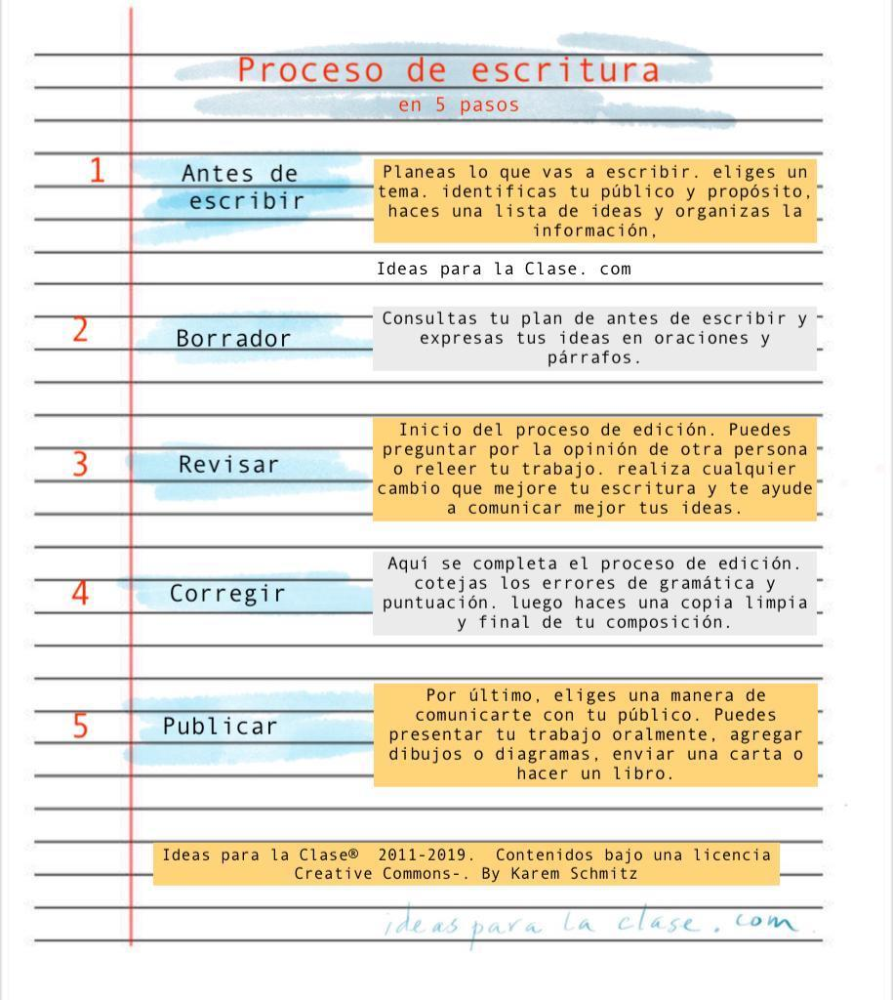 Proceso de escritura
en 5 pasos
1
Antes de
escribir
Planeas lo que vas a escribir. eliges un
tema. identificas tu público y propósito,
haces una lista de ideas y organizas la
información,
Ideas para la Clase. com
2
Borrador
Consultas tu plan de antes de escribir y
expresas tus ideas en oraciones y
párrafos.
3
Revisar
Inicio del proceso de edición. Puedes
preguntar por la opinión de otra persona
o releer tu trabajo. realiza cualquier
cambio que mejore tu escritura y te ayude
a comunicar mejor tus ideas.
4
Corregir
Aquí se completa el proceso de edición.
cotejas los errores de gramática y
puntuación. luego haces una copia limpia
y final de tu composición.
5
Publicar
Por último, eliges una manera de
comunicarte con tu público. Puedes
presentar tu trabajo oralmente, agregar
dibujos o diagramas, enviar una carta o
hacer un libro.
Ideas para la Clase® 2011-2019. Contenidos bajo una licencia
Creative Commons-. By Karem Schmitz
ideas para la clase. com